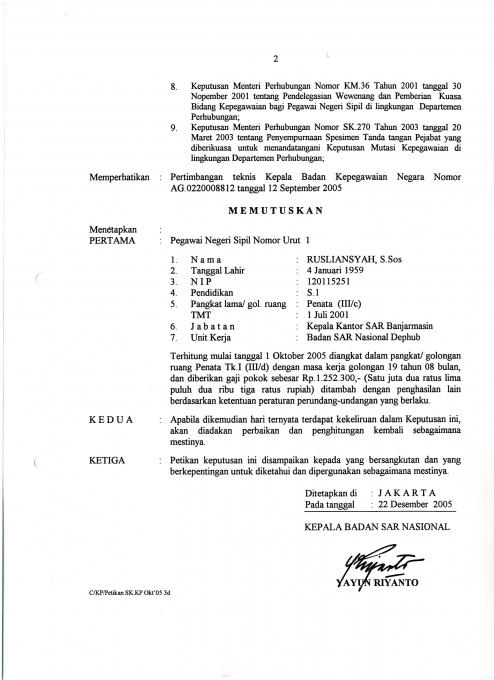 2
8. Keputusan Menteri Perhubungan Nomor KM.36 Tahun 2001 tanggal 30
Nopember 2001 tentang Pendelegasian Wewenang dan Pemberian Kuasa
Bidang Kepegawaian bagi Pegawai Negeri Sipil di lingkungan Departemen
Perhubungan;
9. Keputusan Menteri Perhubungan Nomor SK.270 Tahun 2003 tanggal 20
Maret 2003 tentang Penyempurnaan Spesimen Tanda tangan Pejabat yang
diberikuasa untuk menandatangani Keputusan Mutasi Kepegawaian di
lingkungan Departemen Perhubungan;
Memperhatikan : Pertimbangan teknis Kepala Badan Kepegawaian Negara Nomor
AG.0220008812 tanggal 12 September 2005
M E M U T U S K A N
Menetapkan :
PERTAMA : Pegawai Negeri Sipil Nomor Urut 1
1. N a m a : RUSLIANSYAH, S.Sos
2. Tanggal Lahir : 4 Januari 1959
3. N I P : 120115251
4. Pendidikan : S.1
5. Pangkat lama/ gol. ruang : Penata (III/c)
TMT : 1 Juli 2001
6. J a b a t a n : Kepala Kantor SAR Banjarmasin
7. Unit Kerja : Badan SAR Nasional Dephub
Terhitung mulai tanggal 1 Oktober 2005 diangkat dalam pangkat/ golongan
ruang Penata Tk.I (III/d) dengan masa kerja golongan 19 tahun 08 bulan,
dan diberikan gaji pokok sebesar Rp.1.252.300,- (Satu juta dua ratus lima
puluh dua ribu tiga ratus rupiah) ditambah dengan penghasilan lain
berdasarkan ketentuan peraturan perundang-undangan yang berlaku.
K E D U A : Apabila dikemudian hari ternyata terdapat kekeliruan dalam Keputusan ini,
akan diadakan perbaikan dan penghitungan kembali sebagaimana
mestinya.
KETIGA : Petikan keputusan ini disampaikan kepada yang bersangkutan dan yang
berkepentingan untuk diketahui dan dipergunakan sebagaimana mestinya.
Ditetapkan di : J A K A R T A
Pada tanggal : 22 Desember 2005
KEPALA BADAN SAR NASIONAL
YAYUN RIYANTO
C/KP/Petikan SK.KP Okt'05 3d